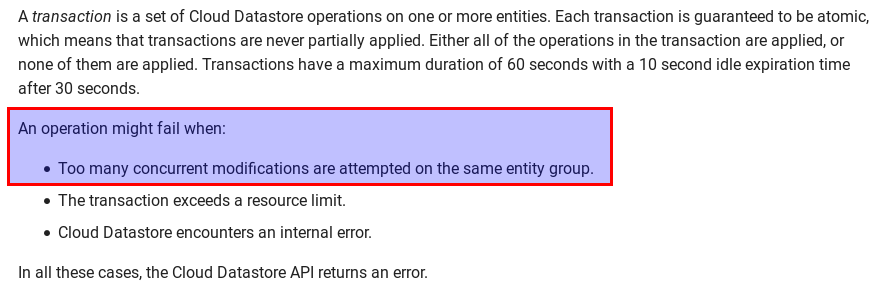 A transaction is a set of Cloud Datastore operations on one or more entities. Each transaction is guaranteed to be atomic,
which means that transactions are never partially applied. Either all of the operations in the transaction are applied, or
none of them are applied. Transactions have a maximum duration of 60 seconds with a 10 second idle expiration time
after 30 seconds.
An operation might fail when:
• Too many concurrent modifications are attempted on the same entity group.
• The transaction exceeds a resource limit.
• Cloud Datastore encounters an internal error.
In all these cases, the Cloud Datastore API returns an error.